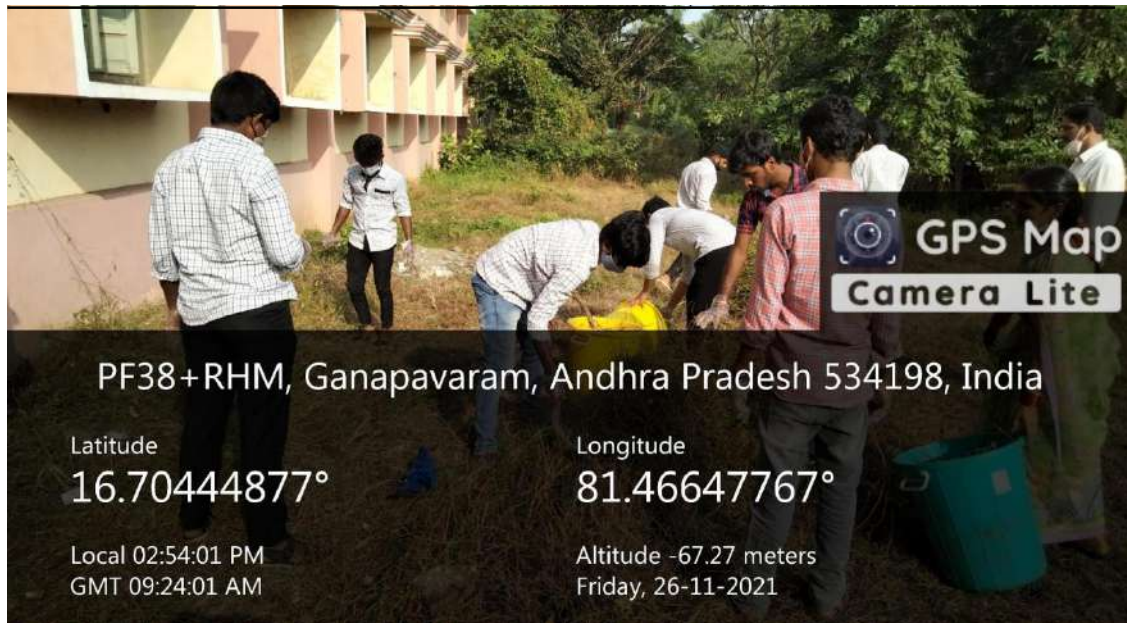 GPS Map
Camera Lite
PF38+RHM, Ganapavaram, Andhra Pradesh 534198, India
Latitude
16.70444877°
Longitude
81.46647767°
Local 02:54:01 PM
GMT 09:24:01 AM
Altitude -67.27 meters
Friday, 26-11-2021